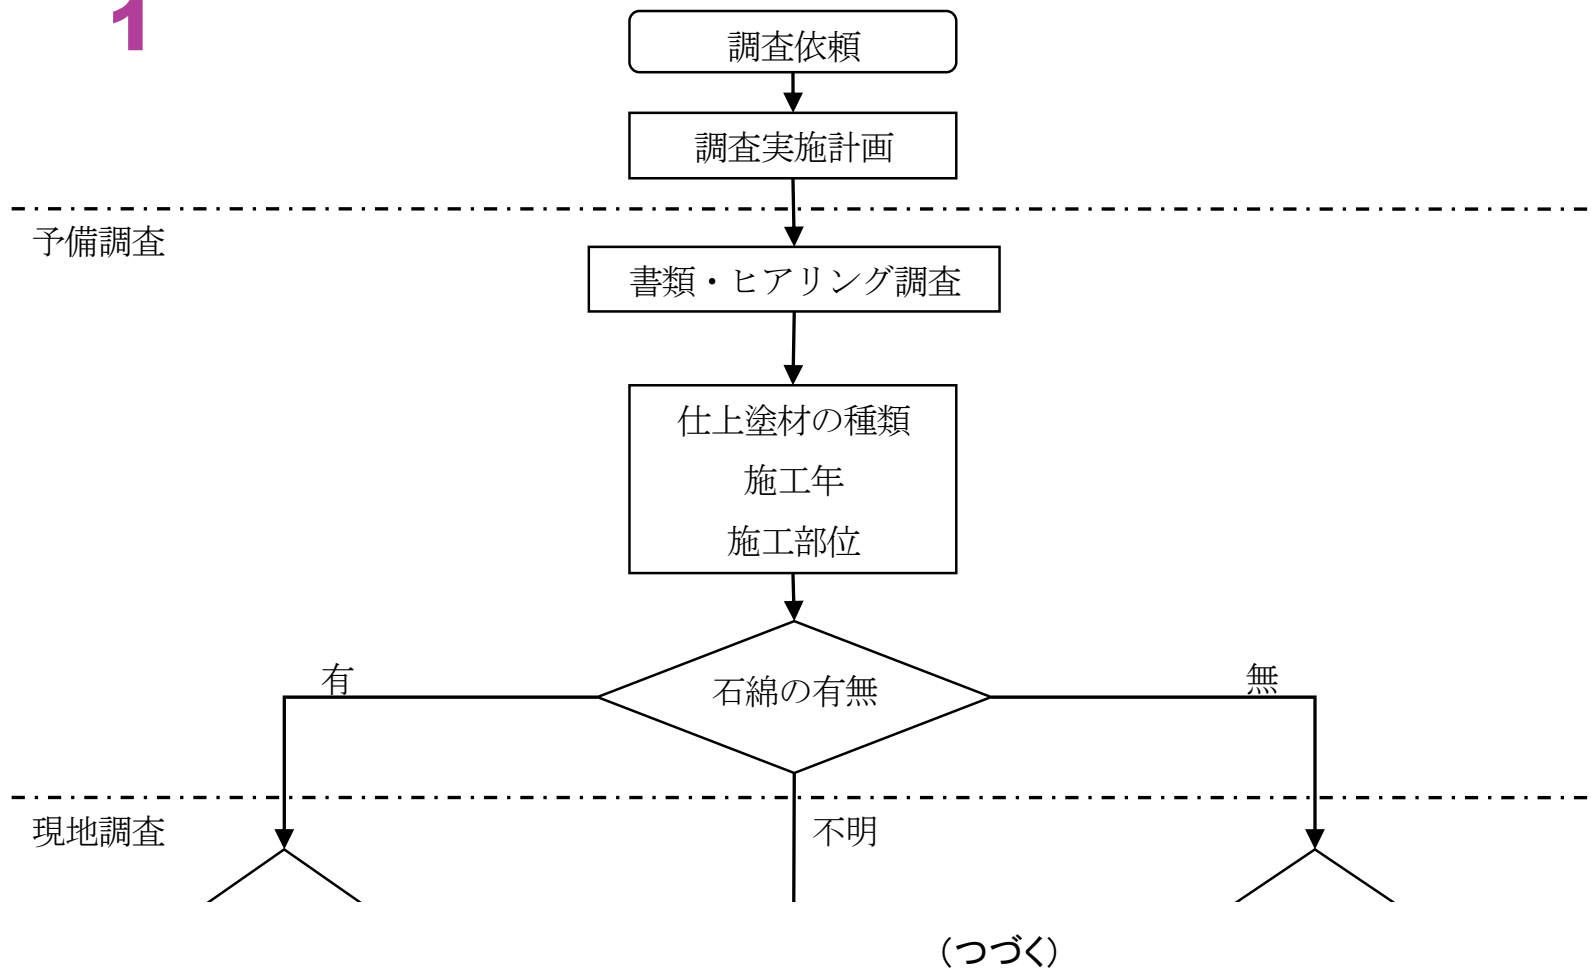 1
調査依頼
調査実施計画
予備調査
書類・ヒアリング調査
仕上塗材の種類
施工年
施工部位
有
石綿の有無
無
現地調査
不明
（つづく）